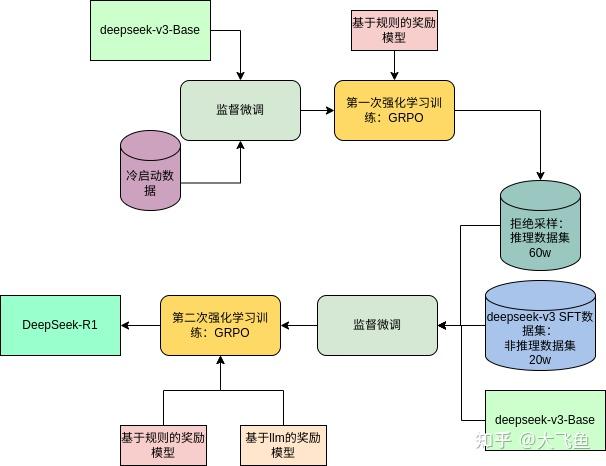 deepseek-v3-Base
基于规则的奖励
模型
监督微调
第一次强化学习训
练：GRPO
冷启动数
据
拒绝采样：
推理数据集
60w
DeepSeek-R1
第二次强化学习训
练：GRPO
监督微调
deepseek-v3 SFT数
据集：
非推理数据集
20w
deepseek-v3-Base
基于规则的奖励
模型
基于llm的奖励
模型
知乎 @大飞鱼